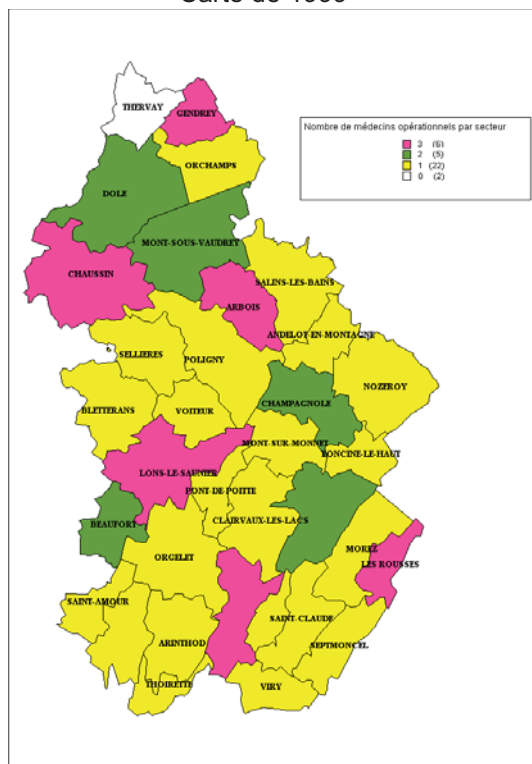 THERVAY
GENDREY
Nombre de médecins opérationnels par secteur
3 (6)
2 (5)
1 (22)
0 (2)
ORCHAMPS
DOLE
MONT-SOUS-VAUDREY
CHAUSSIN
SALINS-LES-BAINS
ARBOIS
ANDELOT-EN-MONTAGNE
SELLIERES
POLIGNY
NOZEROY
CHAMPAGNOLE
BLETTERANS
VOITEUR
MONT-SUR-MONNET
FONCINE-LE-HAUT
LONS-LE-SAUNIER
PONT-DE-POITTE
CLAIRVAUX-LES-LACS
BEAUFORT
MOREZ
ORGELET
LES ROUSSES
SAINT-AMOUR
SAINT-CLAUDE
ARINTHOD
SEPTMONCEL
THOIRETTE
VIRY